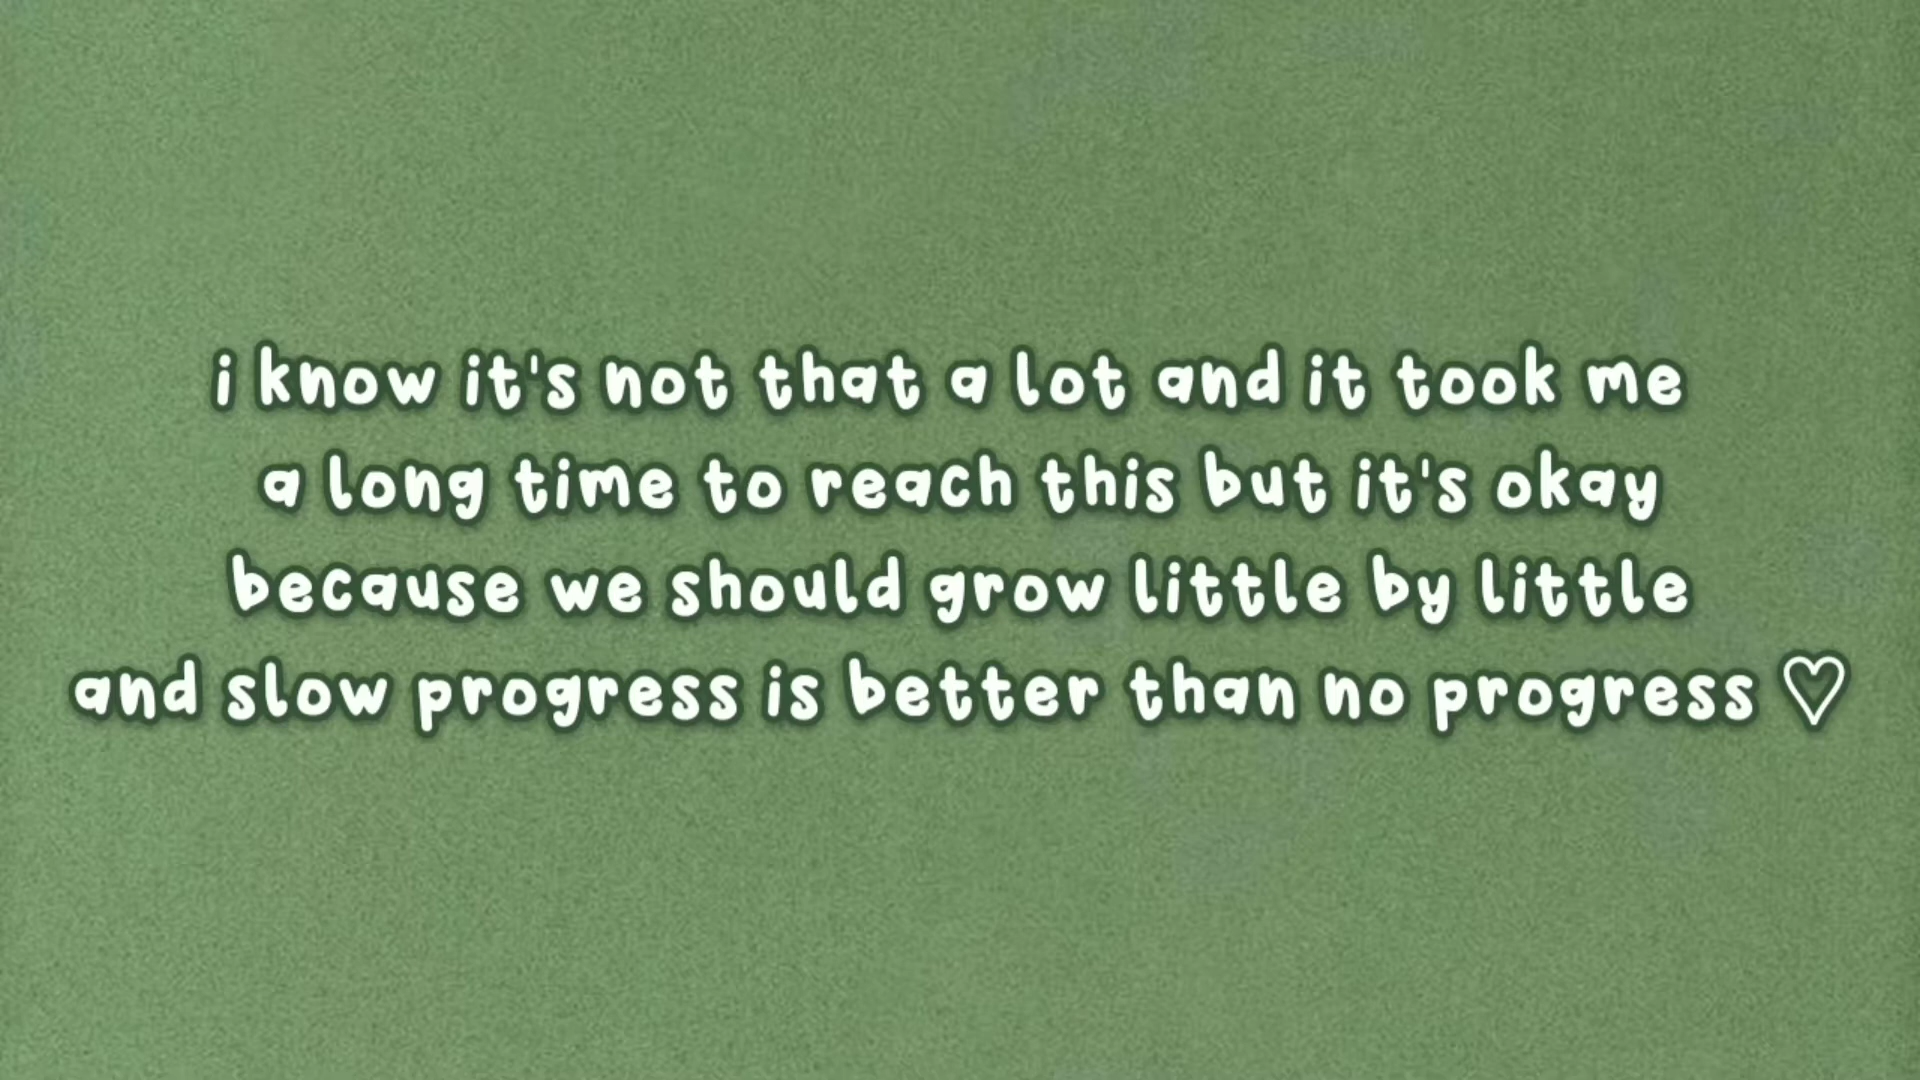 i know it's not that a lot and it took me
a long time to reach this but it's okay
because we should grow little by little
and slow progress is better than no progress ♡